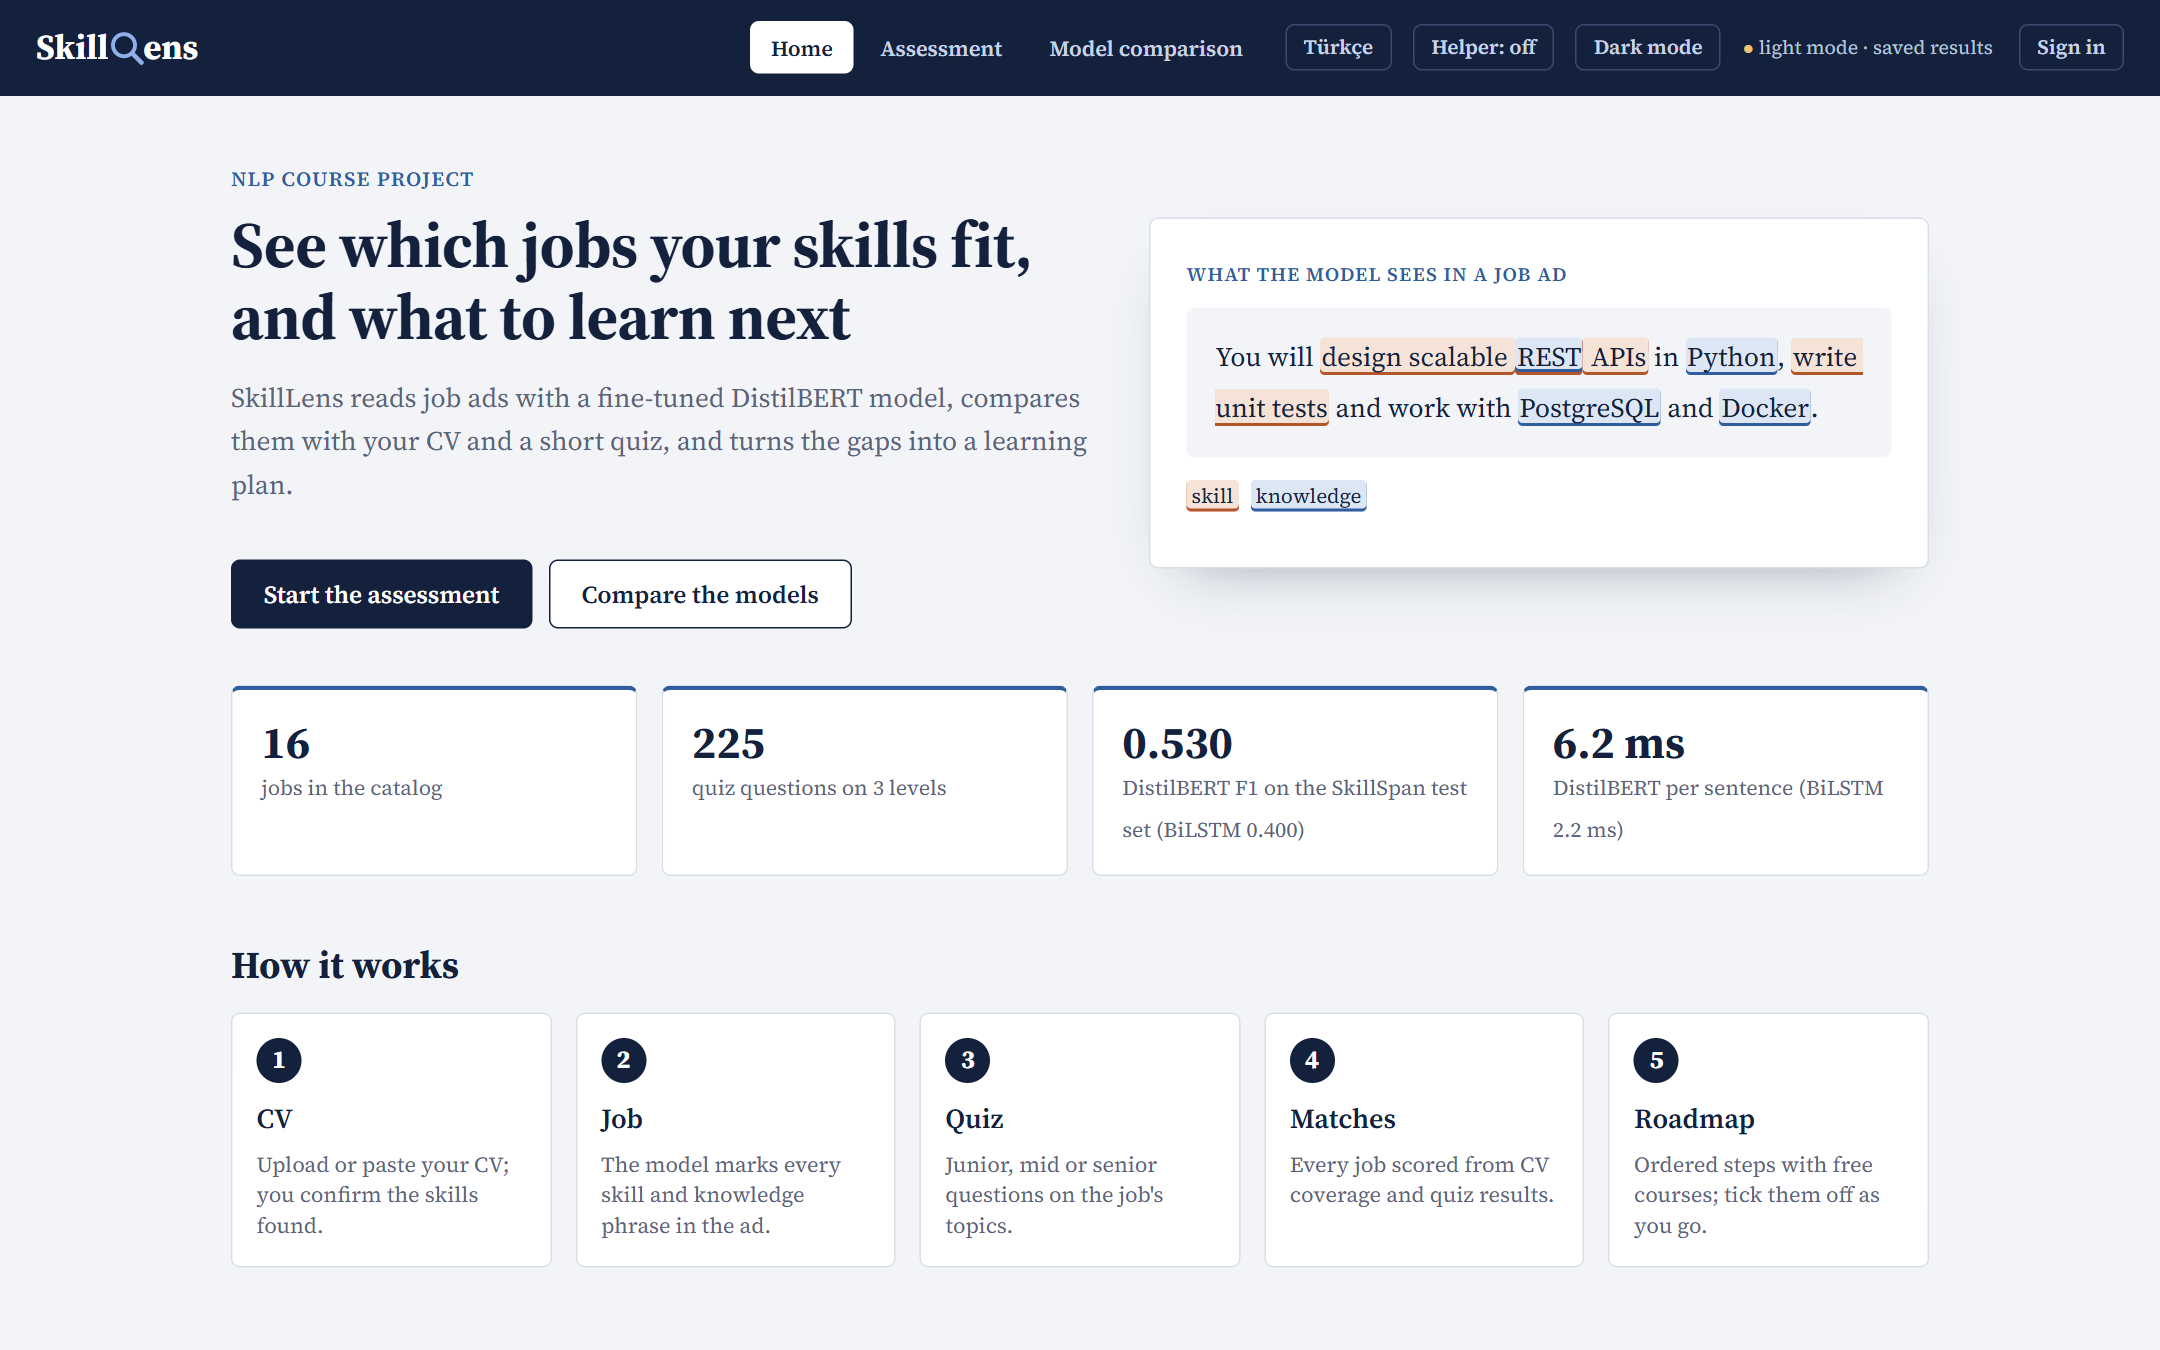 SkillLens
Home
Assessment
Model comparison
Türkçe
Helper: off
Dark mode
light mode · saved results
Sign in
NLP COURSE PROJECT
See which jobs your skills fit,
and what to learn next
SkillLens reads job ads with a fine-tuned DistilBERT model, compares
them with your CV and a short quiz, and turns the gaps into a learning
plan.
Start the assessment
Compare the models
WHAT THE MODEL SEES IN A JOB AD
You will design scalable REST APIs in Python, write
unit tests and work with PostgreSQL and Docker.
skill knowledge
16
jobs in the catalog
225
quiz questions on 3 levels
0.530
DistilBERT F1 on the SkillSpan test
set (BiLSTM 0.400)
6.2 ms
DistilBERT per sentence (BiLSTM
2.2 ms)
How it works
1
CV
Upload or paste your CV;
you confirm the skills
found.
2
Job
The model marks every
skill and knowledge
phrase in the ad.
3
Quiz
Junior, mid or senior
questions on the job's
topics.
4
Matches
Every job scored from CV
coverage and quiz results.
5
Roadmap
Ordered steps with free
courses; tick them off as
you go.